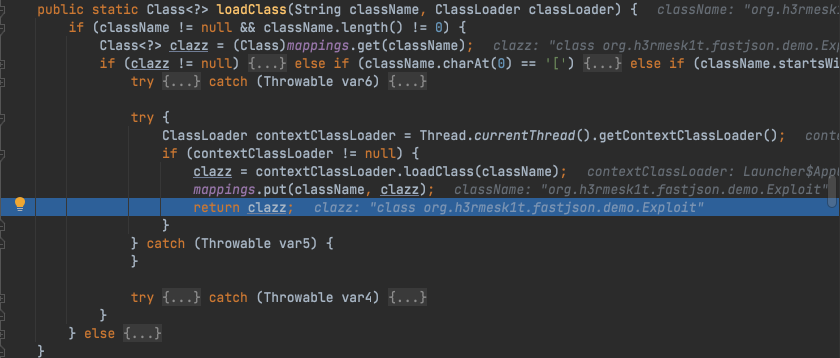 public static Class<?> loadClass(String className, ClassLoader classLoader) {   className: "org.h3rmesk1t
    if (className != null && className.length() != 0) {
        Class<?> clazz = (Class)mappings.get(className);   clazz: "class org.h3rmesk1t.fastjson.demo.Exp
        if (clazz != null) {...} else if (className.charAt(0) == '[') {...} else if (className.startsWi
            try {...} catch (Throwable var6) {...}
            try {
                ClassLoader contextClassLoader = Thread.currentThread().getContextClassLoader();   conte
                if (contextClassLoader != null) {
                    clazz = contextClassLoader.loadClass(className);   contextClassLoader: Launcher$App
                    mappings.put(className, clazz);   className: "org.h3rmesk1t.fastjson.demo.Exploit"
                    return clazz;   clazz: "class org.h3rmesk1t.fastjson.demo.Exploit"
                }
            } catch (Throwable var5) {
            }
            try {...} catch (Throwable var4) {...}
        }
    } else {...}
}